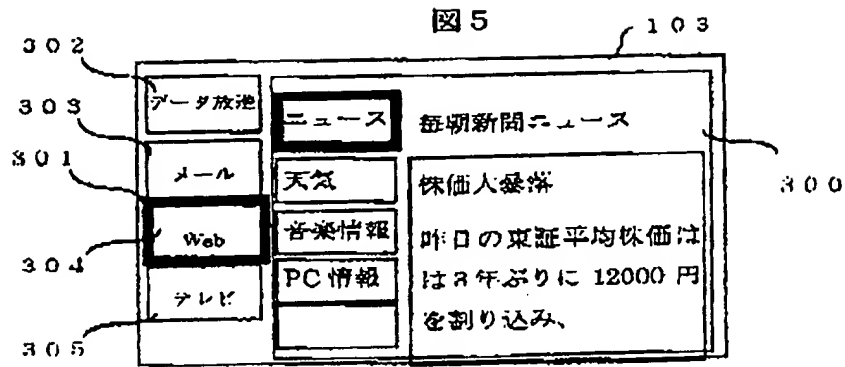 図5
103
302
データ放送
ニュース
毎朝新聞ニュース
303
メール
301
天気
株価大暴落
300
Web
音楽情報
昨日の東証平均株価は
304
PC 情報
は3年ぶりに 12000 円
テレビ
を割り込み、
305